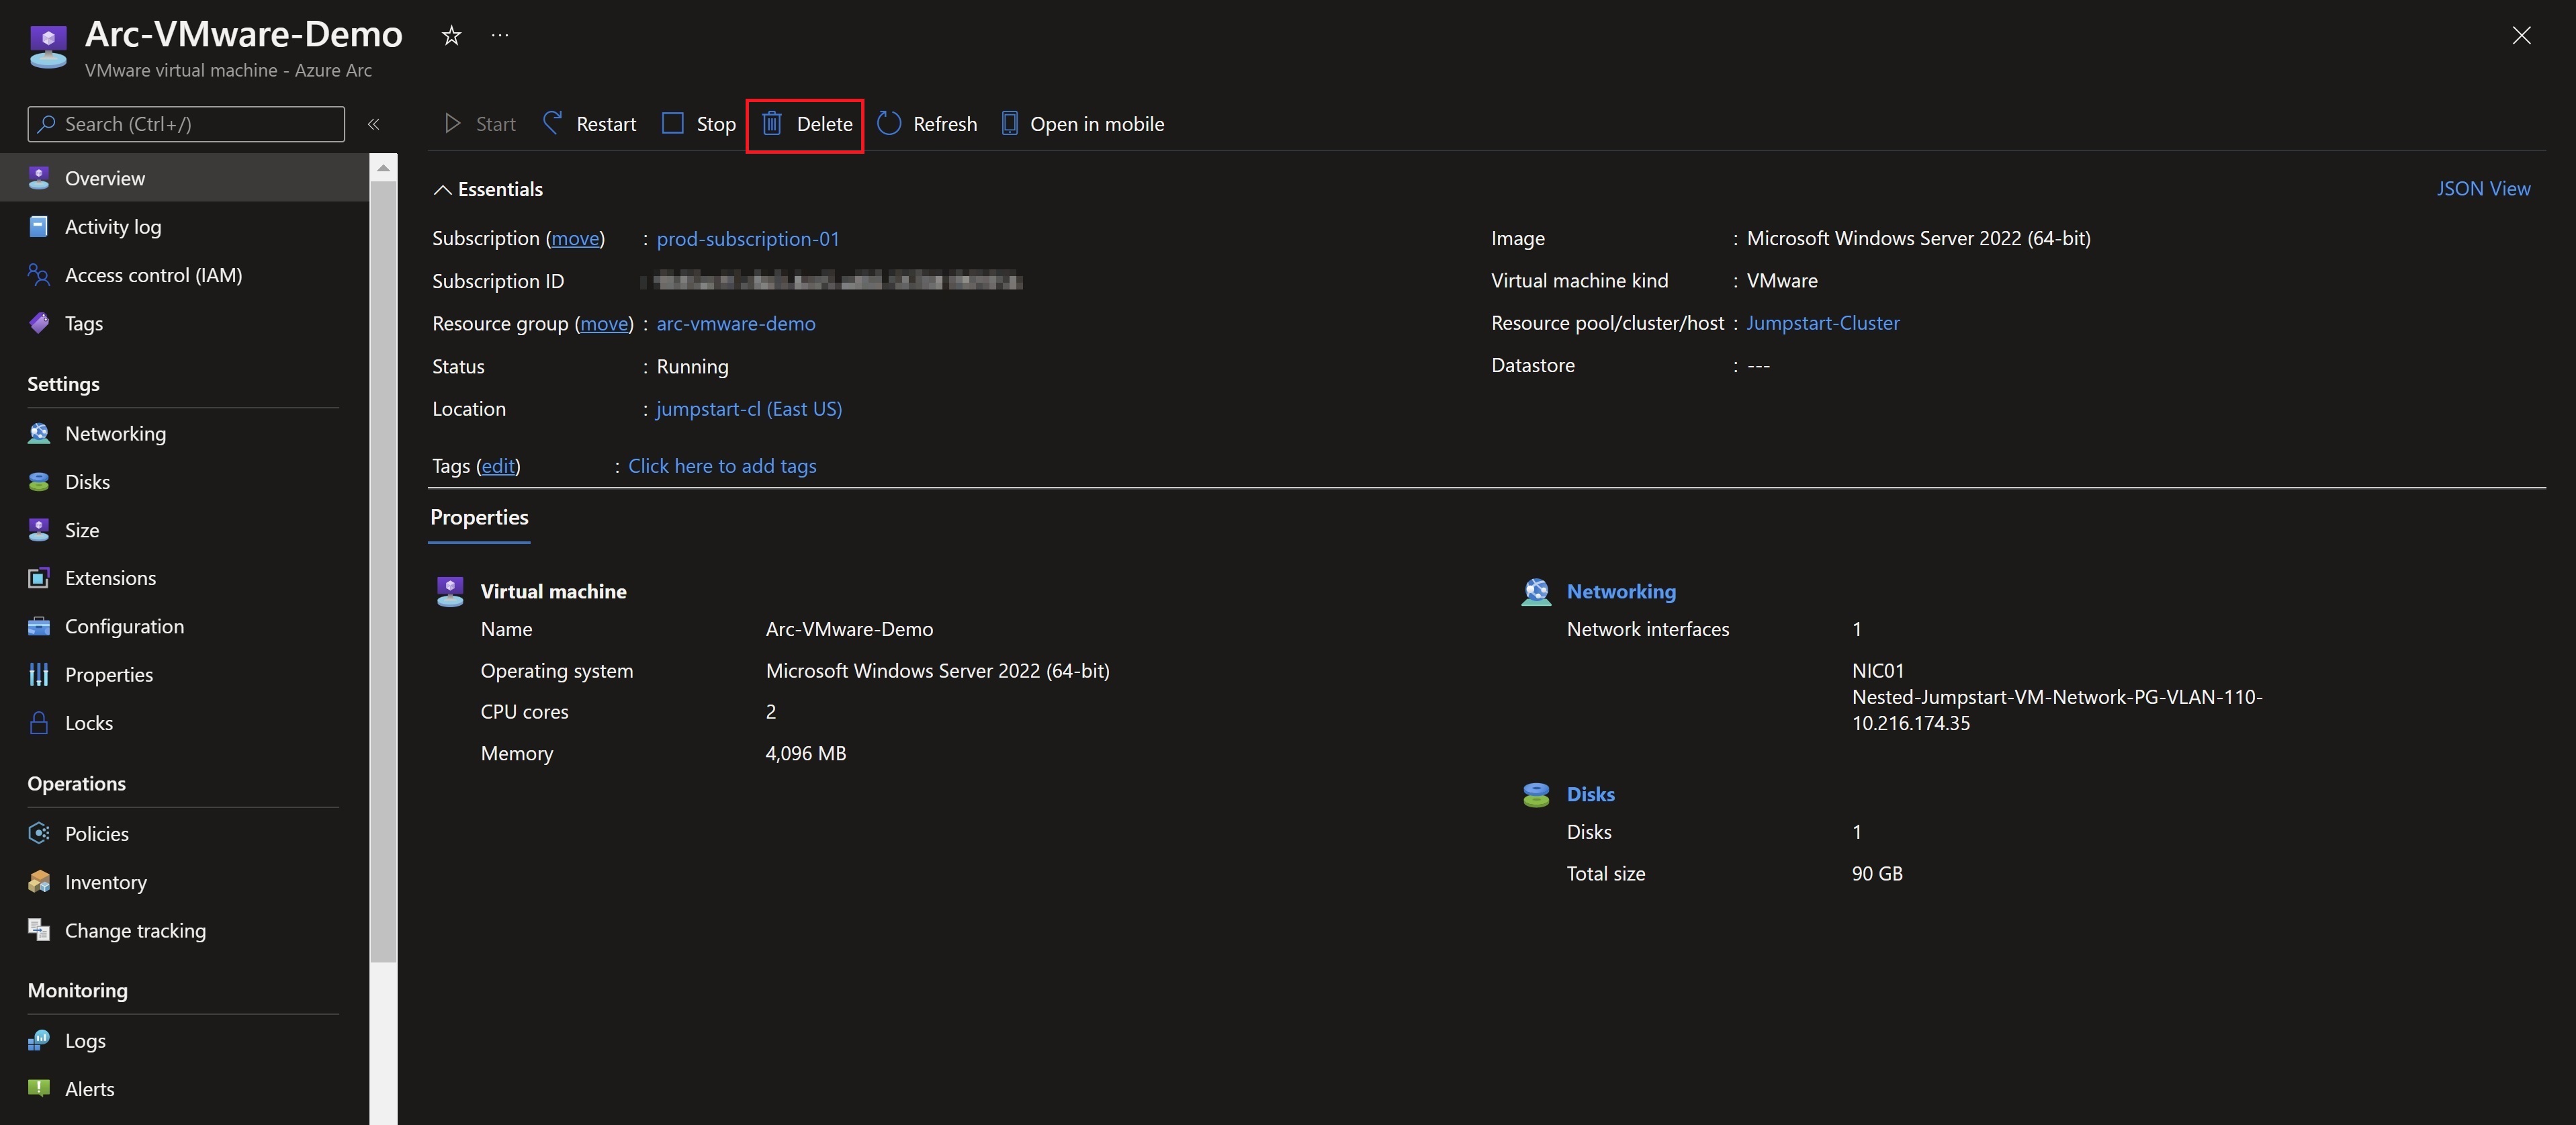 Arc-VMware-Demo
VMware virtual machine - Azure Arc
Search (Ctrl+/)
Start Restart Stop Delete Refresh Open in mobile
Overview
Activity log
Access control (IAM)
Tags
Settings
Networking
Disks
Size
Extensions
Configuration
Properties
Locks
Operations
Policies
Inventory
Change tracking
Monitoring
Logs
Alerts
Essentials
JSON View
Subscription (move) : prod-subscription-01
Subscription ID
Resource group (move) : arc-vmware-demo
Status : Running
Location : jumpstart-cl (East US)
Image : Microsoft Windows Server 2022 (64-bit)
Virtual machine kind : VMware
Resource pool/cluster/host : Jumpstart-Cluster
Datastore : ---
Tags (edit) : Click here to add tags
Properties
Virtual machine
Name Arc-VMware-Demo
Operating system Microsoft Windows Server 2022 (64-bit)
CPU cores 2
Memory 4,096 MB
Networking
Network interfaces 1
NIC01
Nested-Jumpstart-VM-Network-PG-VLAN-110-
10.216.174.35
Disks
Disks 1
Total size 90 GB